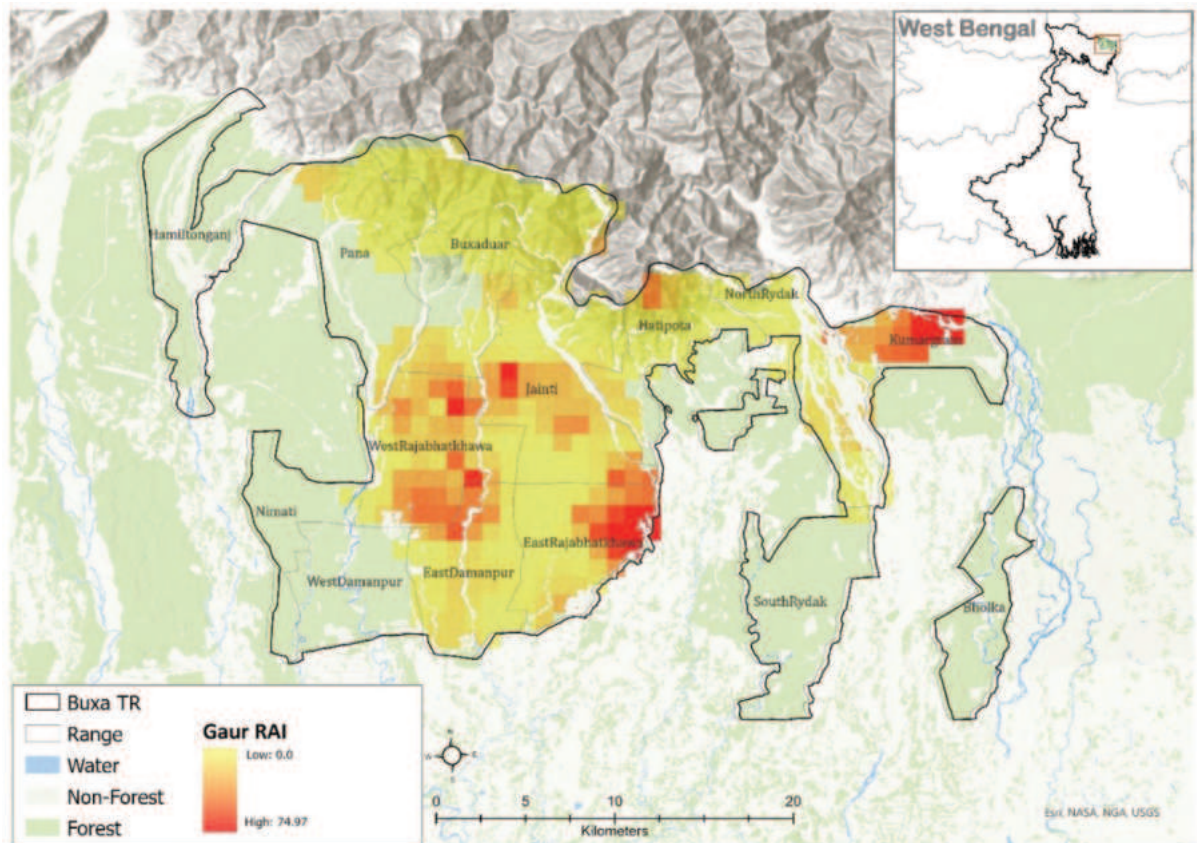 West Bengal
Hamiltonganj
Pana
Buxaduar
NorthRydak
Hatipota
Kumargram
Jainti
WestRajabhatkhawa
Nimati
EastRajabhatkhawa
WestDamanpur
EastDamanpur
SouthRydak
Bholka
Buxa TR
Range
Water
Non-Forest
Forest
Gaur RAI
Low: 0.0
High: 74.97
N
W
E
S
0 5 10 20
Kilometers
Esri, NASA, NGA, USGS